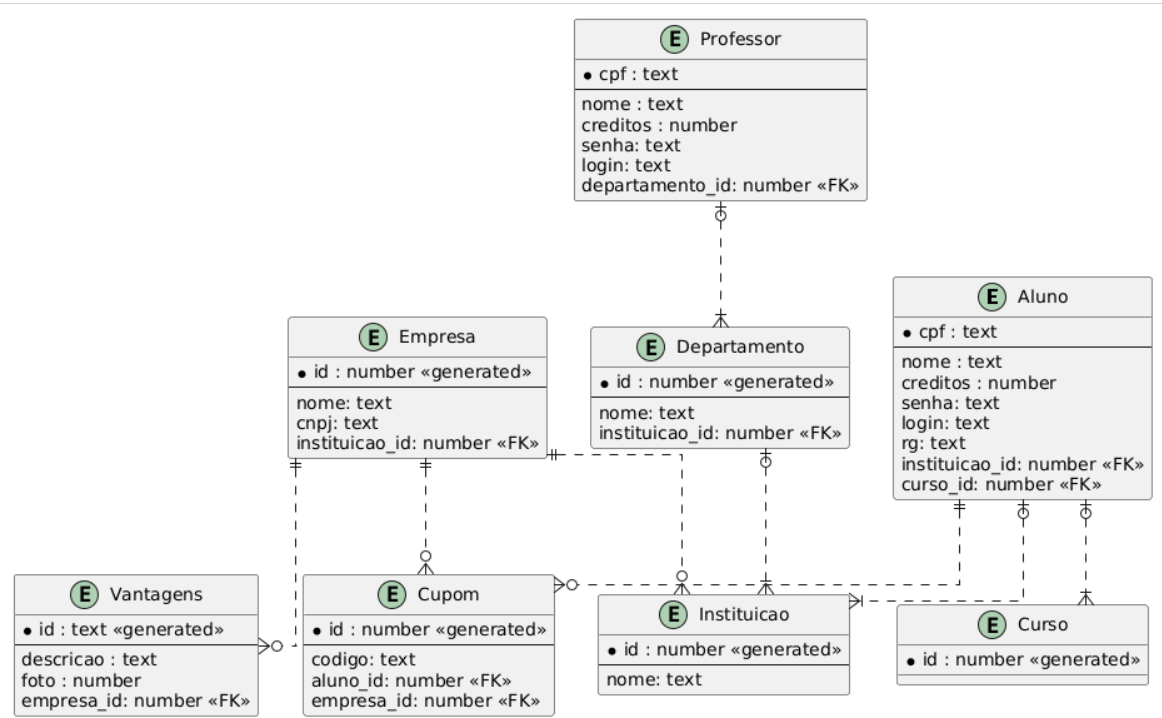 E Professor
• cpf : text
nome : text
creditos : number
senha: text
login: text
departamento_id: number «FK»
E Aluno
• cpf : text
nome : text
creditos : number
senha: text
login: text
rg: text
instituicao_id: number «FK»
curso_id: number «FK»
E Empresa
• id : number «generated»
nome: text
cnpj: text
instituicao_id: number «FK»
E Departamento
• id : number «generated»
nome: text
instituicao_id: number «FK»
E Vantagens
• id : text «generated»
descricao : text
foto : number
empresa_id: number «FK»
E Cupom
• id : number «generated»
codigo: text
aluno_id: number «FK»
empresa_id: number «FK»
E Instituicao
• id : number «generated»
nome: text
E Curso
• id : number «generated»